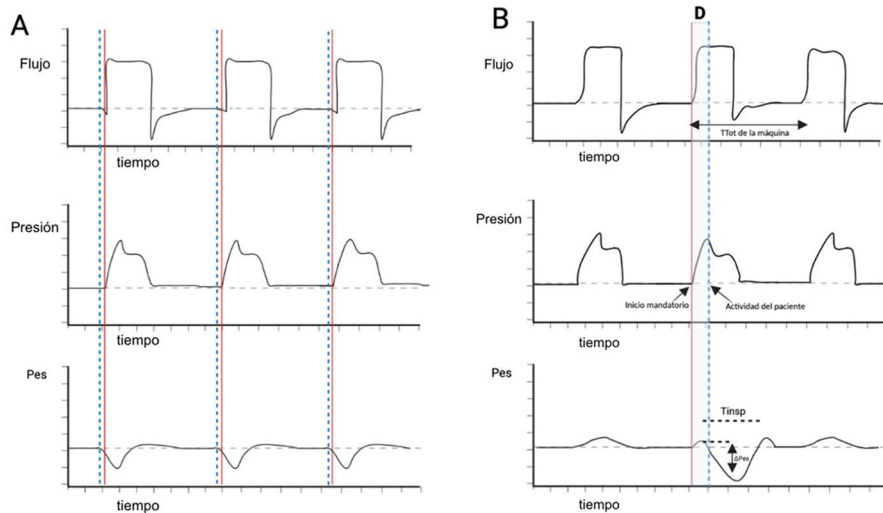 A
Flujo
tiempo
Presión
tiempo
Pes
tiempo
B
D
Flujo
TTot de la máquina
tiempo
Presión
Inicio mandatorio
Actividad del paciente
tiempo
Pes
Tinsp
ΔPes
tiempo